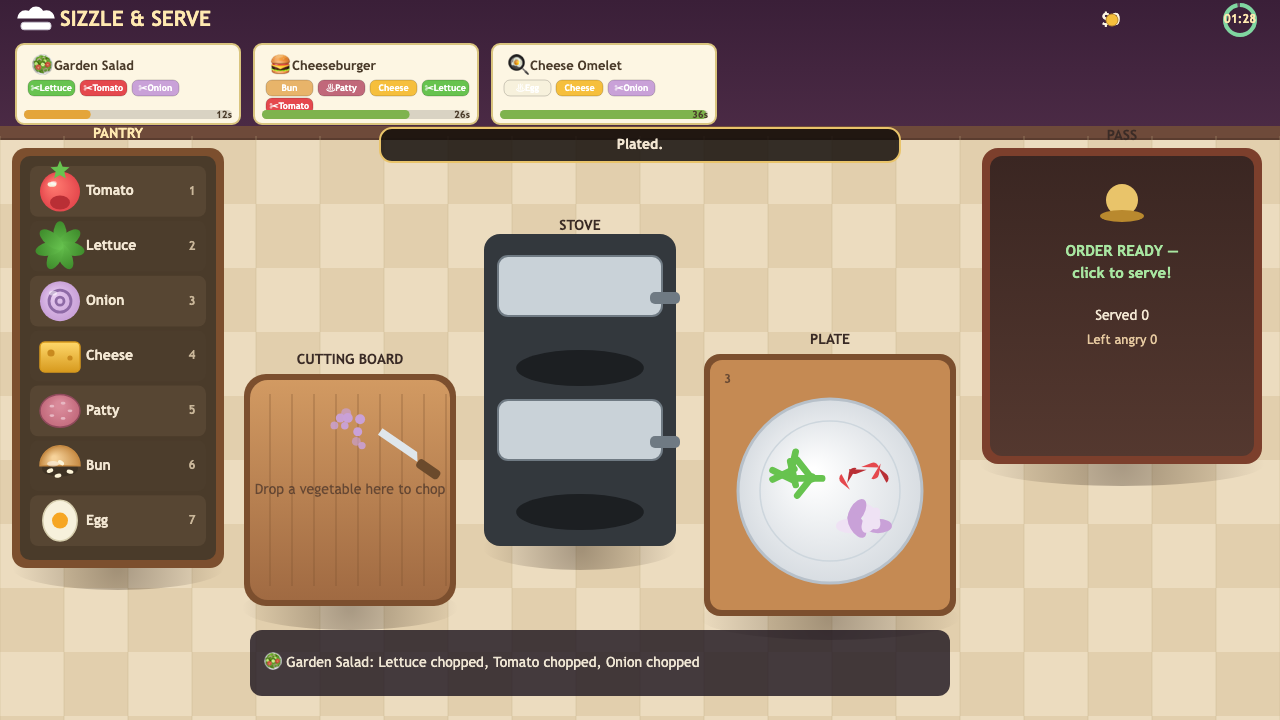 SIZZLE & SERVE
$0
01:28
Garden Salad
✂Lettuce ✂Tomato ✂Onion
12s
Cheeseburger
Bun ♨Patty Cheese ✂Lettuce
✂Tomato
26s
Cheese Omelet
♨Egg Cheese ✂Onion
36s
PANTRY
Plated.
PASS
Tomato 1
Lettuce 2
Onion 3
Cheese 4
Patty 5
Bun 6
Egg 7
CUTTING BOARD
Drop a vegetable here to chop
STOVE
PLATE
3
ORDER READY —
click to serve!
Served 0
Left angry 0
Garden Salad: Lettuce chopped, Tomato chopped, Onion chopped